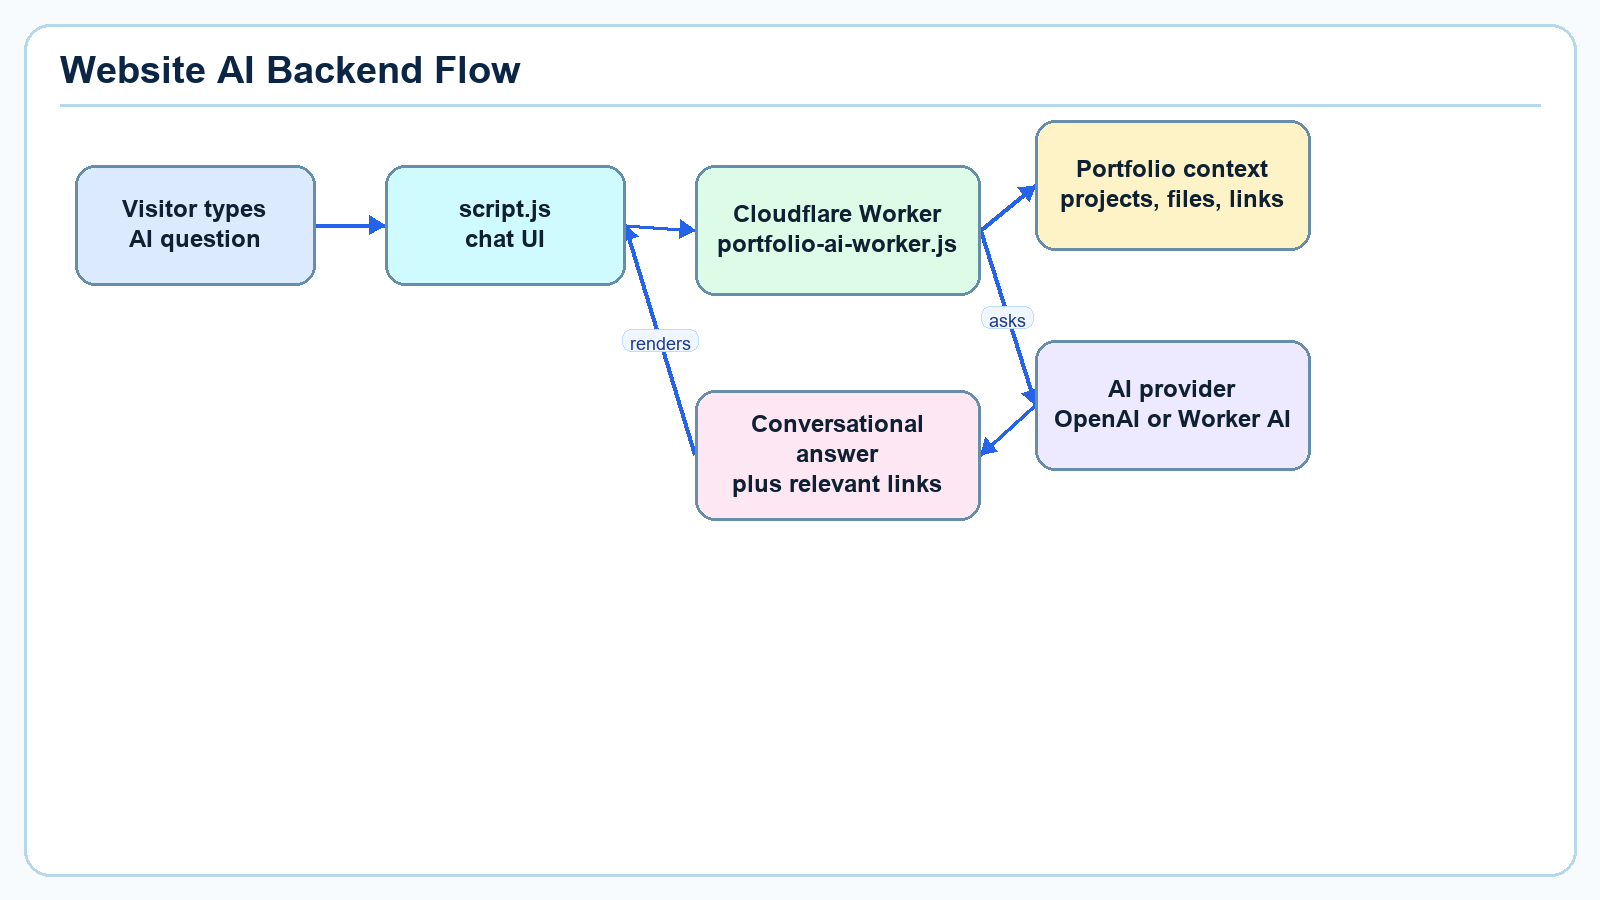 Website AI Backend Flow
Visitor types
AI question
script.js
chat UI
Cloudflare Worker
portfolio-ai-worker.js
Portfolio context
projects, files, links
asks
renders
AI provider
OpenAI or Worker AI
Conversational
answer
plus relevant links